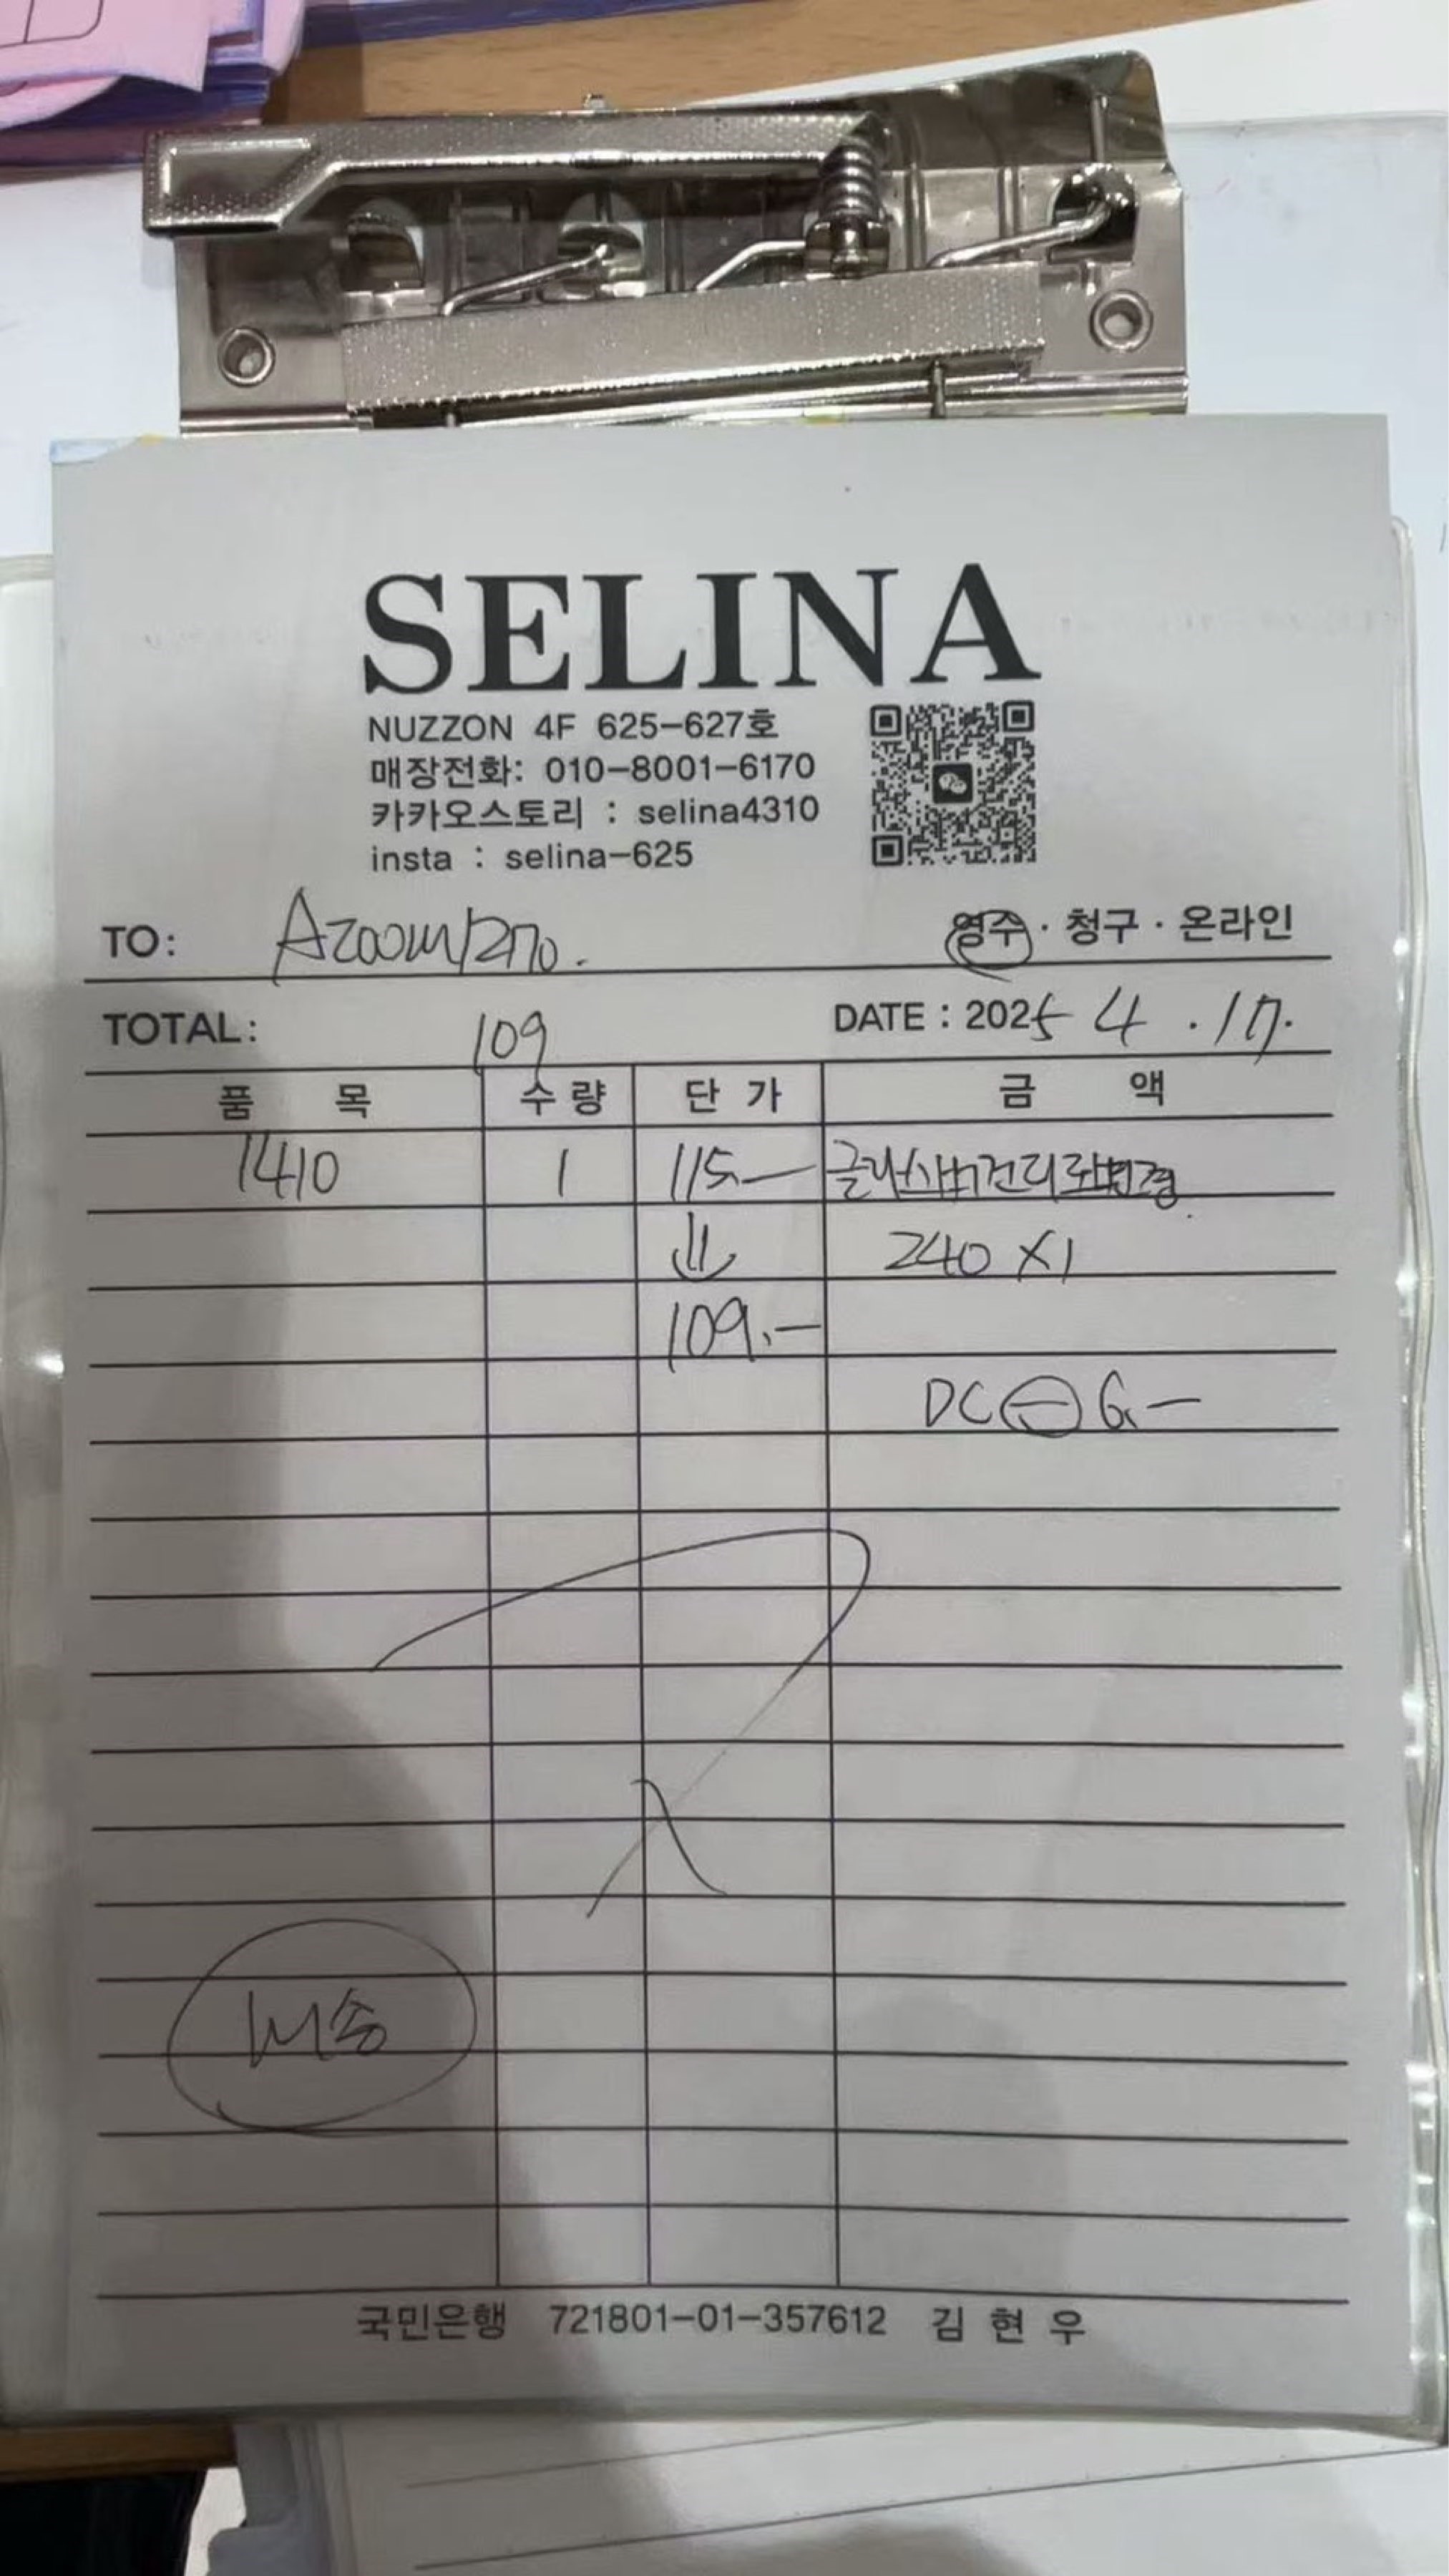 SELINA
NUZZON 4F 625-627호
매장전화: 010-8001-6170
카카오스토리 : selina4310
insta : selina-625
TO: Azoom/2170. 영주 · 청구 · 온라인
TOTAL: 109 DATE : 2025 4 . 17.
품 목 수 량 단 가 금 액
1410 1 115.—
↓ 240 X1
109.—
DC ㊀ 6.—
국민은행 721801-01-357612 김 현 우